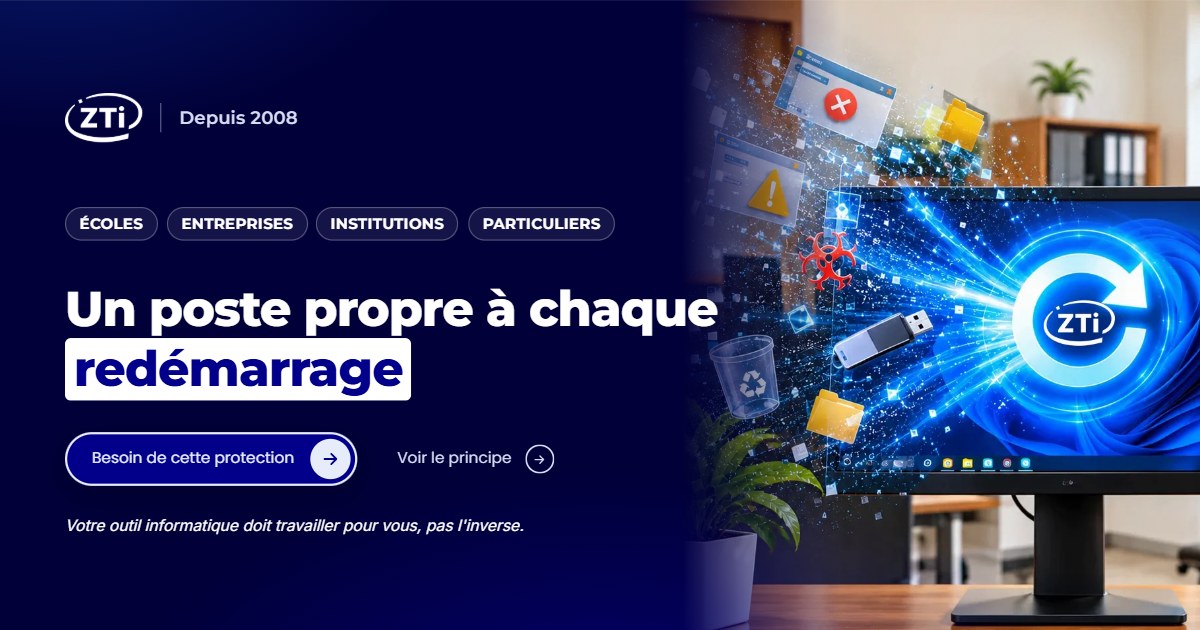 ZTi
Depuis 2008
ÉCOLES
ENTREPRISES
INSTITUTIONS
PARTICULIERS
Un poste propre à chaque
redémarrage
Besoin de cette protection
Voir le principe
Votre outil informatique doit travailler pour vous, pas l'inverse.
ZTi